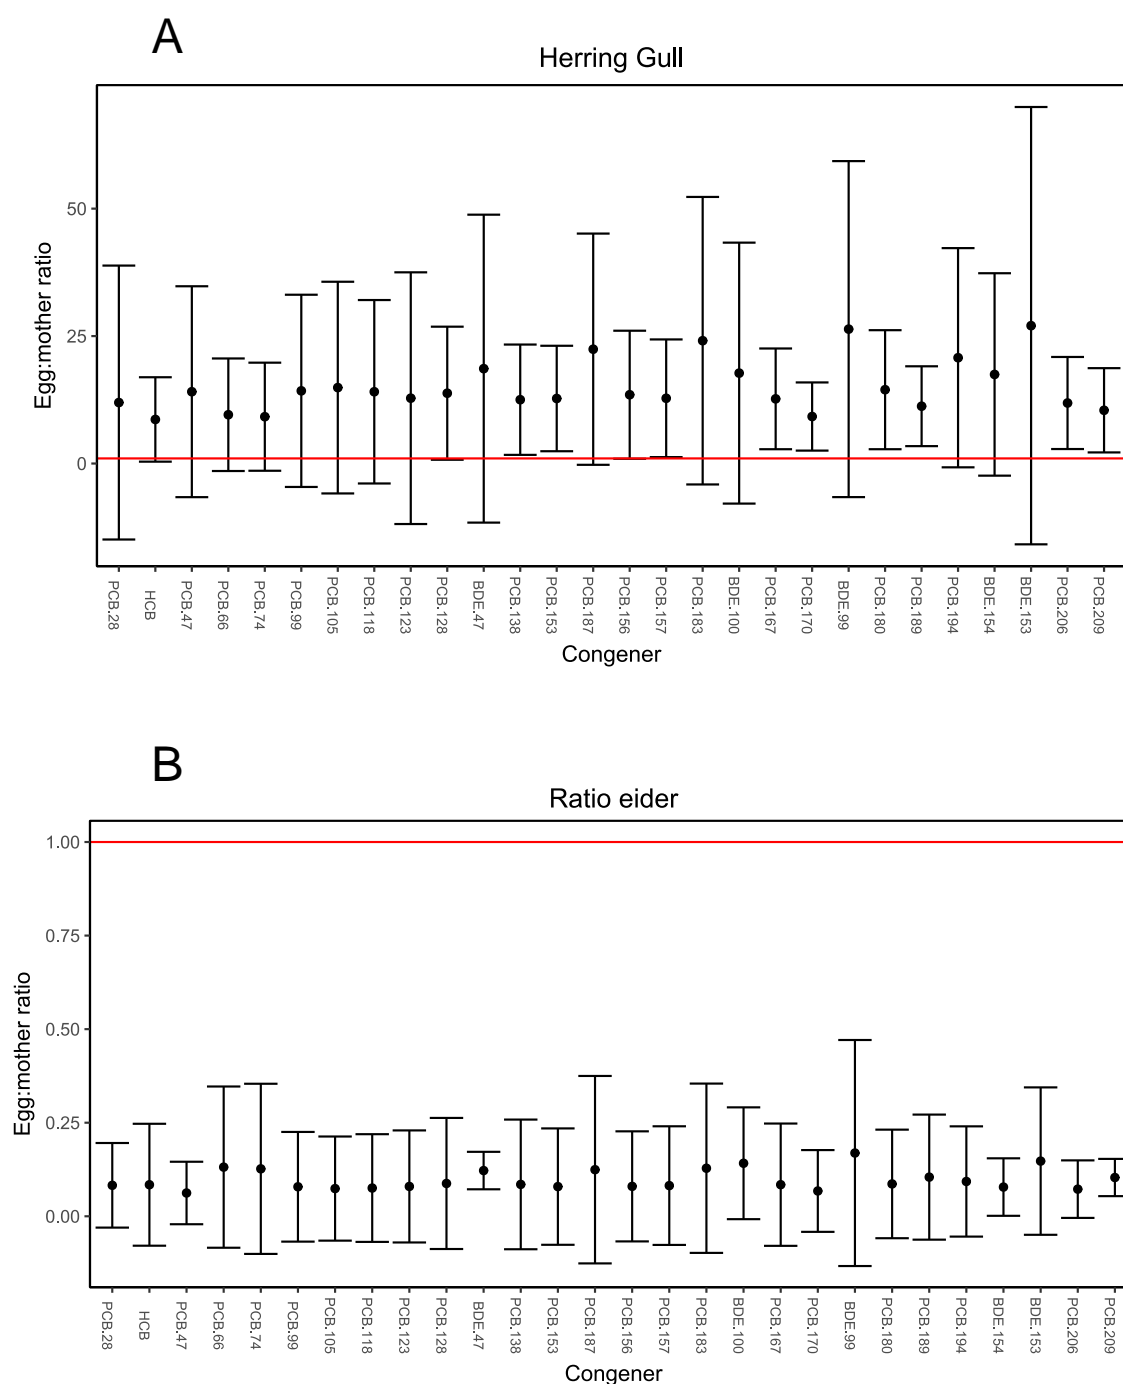 A
Herring Gull
Egg:mother ratio
50
25
0
PCB.28 HCB PCB.47 PCB.66 PCB.74 PCB.99 PCB.105 PCB.118 PCB.123 PCB.128 BDE.47 PCB.138 PCB.153 PCB.187 PCB.156 PCB.157 PCB.183 BDE.100 PCB.167 PCB.170 BDE.99 PCB.180 PCB.189 PCB.194 BDE.154 BDE.153 PCB.206 PCB.209
Congener
B
Ratio eider
Egg:mother ratio
1.00
0.75
0.50
0.25
0.00
PCB.28 HCB PCB.47 PCB.66 PCB.74 PCB.99 PCB.105 PCB.118 PCB.123 PCB.128 BDE.47 PCB.138 PCB.153 PCB.187 PCB.156 PCB.157 PCB.183 BDE.100 PCB.167 PCB.170 BDE.99 PCB.180 PCB.189 PCB.194 BDE.154 BDE.153 PCB.206 PCB.209
Congener